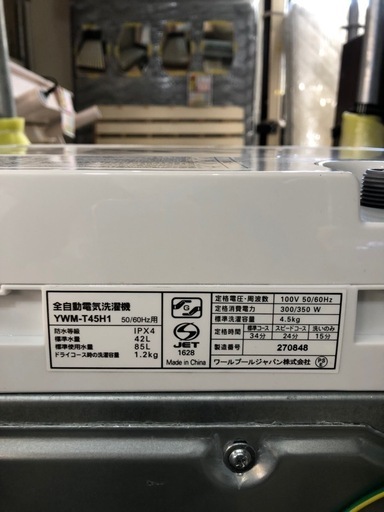 全自動電気洗濯機
YWM-T45H1 50/60Hz用
防水等級 IPX4
標準水量 42L
標準使用水量 85L
ドライコース時の洗濯容量 1.2kg
JET
1628
Made in China
定格電圧・周波数 100V 50/60Hz
定格消費電力 300/350 W
標準洗濯容量 4.5kg
定格時間 標準コース スピードコース 洗いのみ
34分 24分 15分
製造番号 270848
ワールプールジャパン株式会社